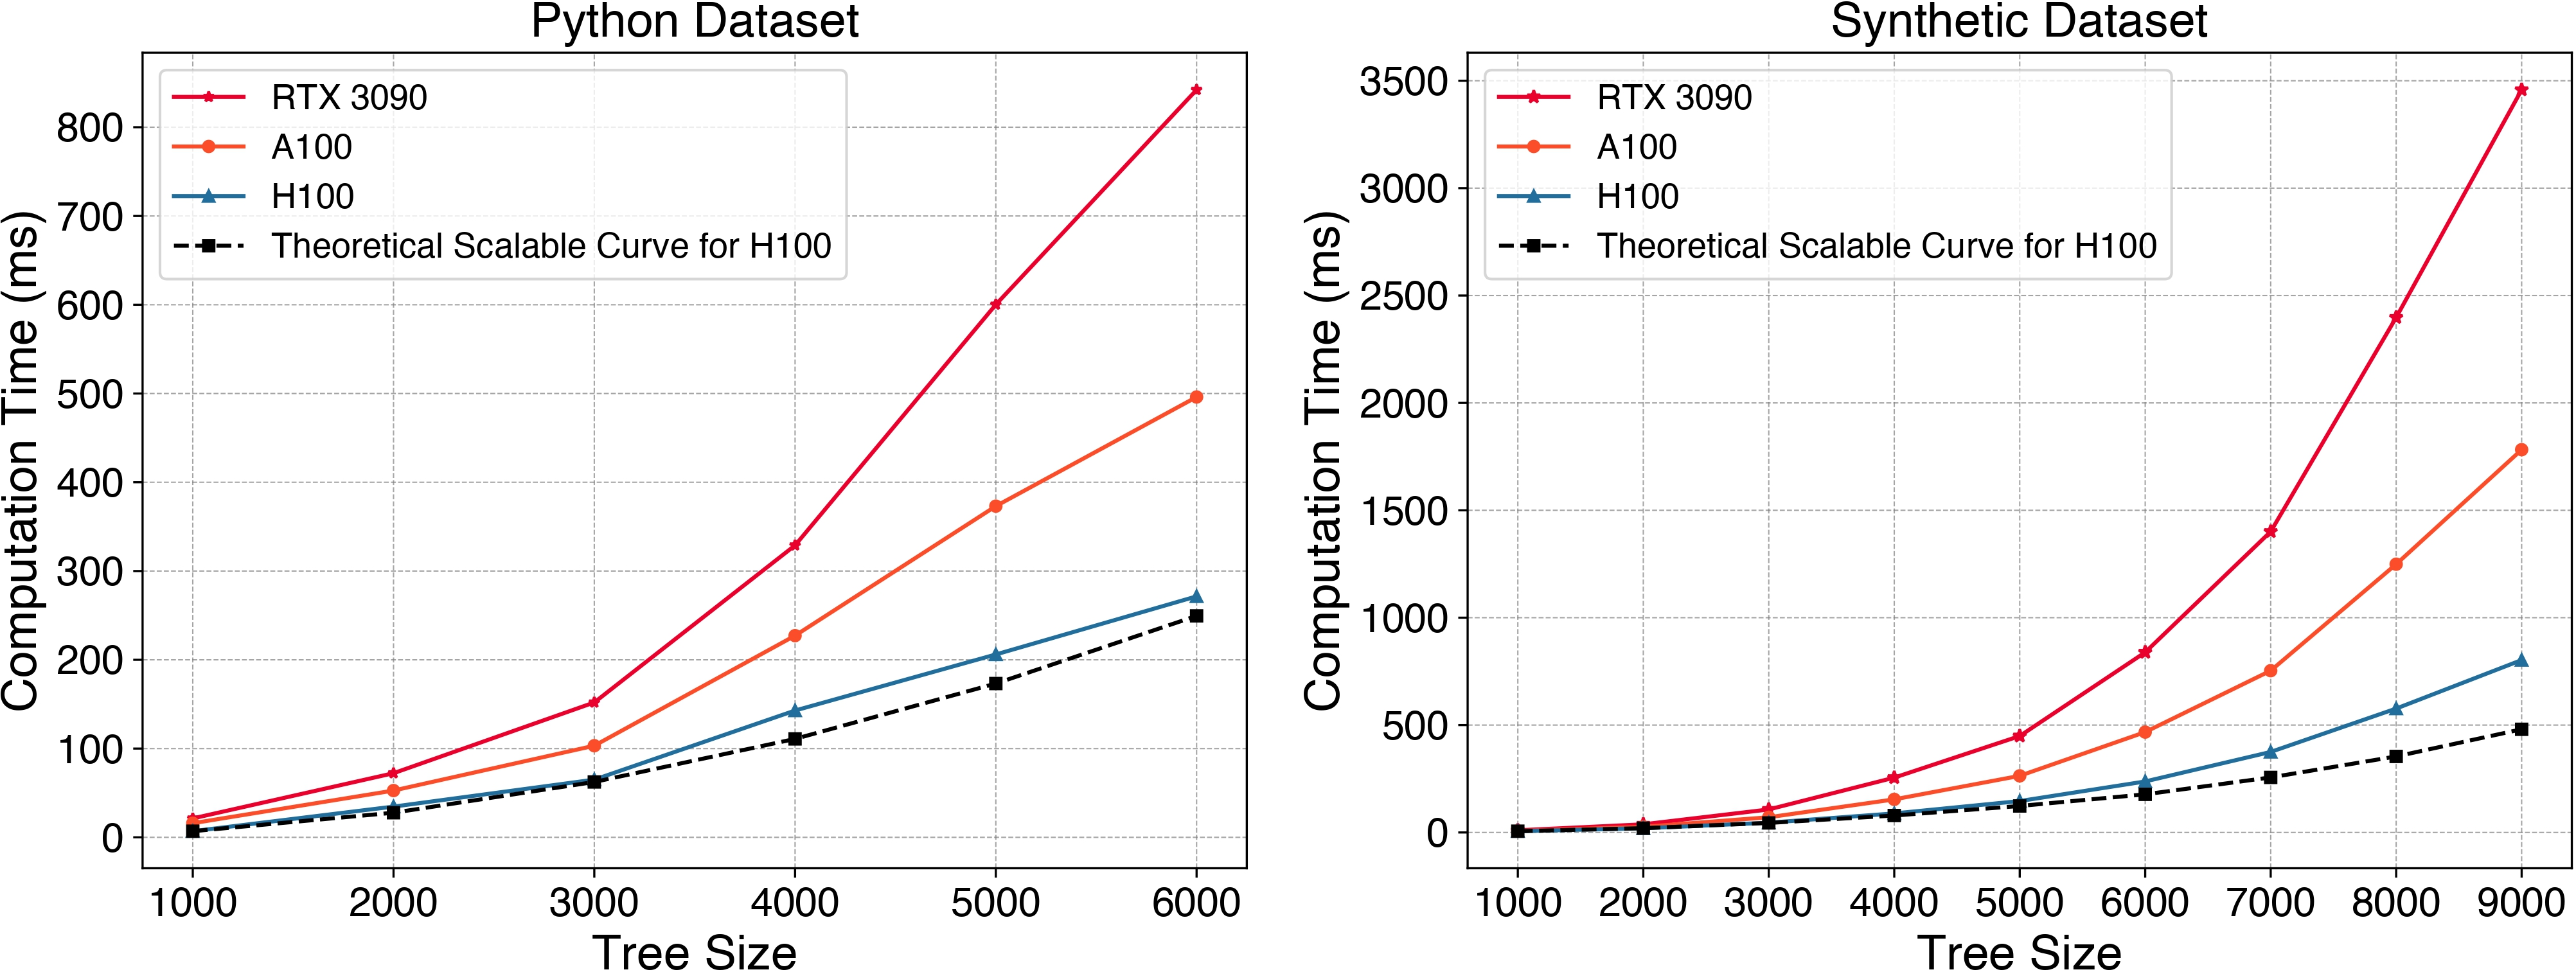 Python Dataset
RTX 3090
A100
H100
Theoretical Scalable Curve for H100
Computation Time (ms)
800
700
600
500
400
300
200
100
0
1000 2000 3000 4000 5000 6000
Tree Size
Synthetic Dataset
RTX 3090
A100
H100
Theoretical Scalable Curve for H100
Computation Time (ms)
3500
3000
2500
2000
1500
1000
500
0
1000 2000 3000 4000 5000 6000 7000 8000 9000
Tree Size